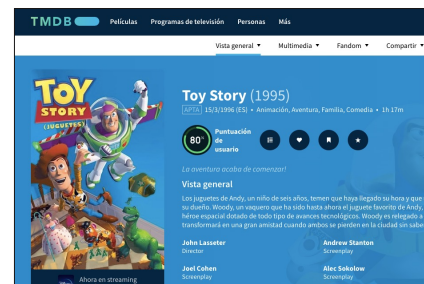 TMDB
Películas Programas de televisión Personas Más
Vista general Multimedia Fandom Compartir
TOY STORY
(JUGUETES)
Toy Story (1995)
APTA 15/3/1996 (ES) • Animación, Aventura, Familia, Comedia • 1h 17m
80%
Puntuación
de
usuario
La aventura acaba de comenzar!
Vista general
Los juguetes de Andy, un niño de seis años, temen que haya llegado su hora y que
su dueño. Andy, un vaquero que ha sido hasta ahora el juguete favorito de Andy,
héroe espacial dotado de todo tipo de avances tecnológicos. Woody es relegado a
transformará en una gran amistad cuando ambos se pierden en la ciudad sin sabe
John Lasseter Andrew Stanton
Director Screenplay
Joel Cohen Alec Sokolow
Screenplay Screenplay
Ahora en streaming